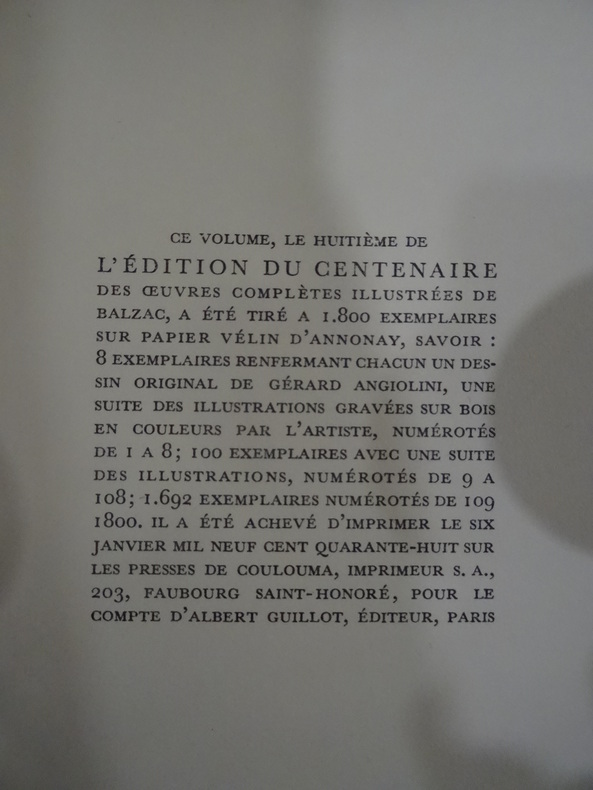 CE VOLUME, LE HUITIÈME DE
L'ÉDITION DU CENTENAIRE
DES ŒUVRES COMPLÈTES ILLUSTRÉES DE
BALZAC, A ÉTÉ TIRÉ A 1.800 EXEMPLAIRES
SUR PAPIER VÉLIN D'ANNONAY, SAVOIR :
8 EXEMPLAIRES RENFERMANT CHACUN UN DES-
SIN ORIGINAL DE GÉRARD ANGIOLINI, UNE
SUITE DES ILLUSTRATIONS GRAVÉES SUR BOIS
EN COULEURS PAR L'ARTISTE, NUMÉROTÉS
DE 1 A 8; 100 EXEMPLAIRES AVEC UNE SUITE
DES ILLUSTRATIONS, NUMÉROTÉS DE 9 A
108; 1.692 EXEMPLAIRES NUMÉROTÉS DE 109
1800. IL A ÉTÉ ACHEVÉ D'IMPRIMER LE SIX
JANVIER MIL NEUF CENT QUARANTE-HUIT SUR
LES PRESSES DE COULOUMA, IMPRIMEUR S. A.,
203, FAUBOURG SAINT-HONORÉ, POUR LE
COMPTE D'ALBERT GUILLOT, ÉDITEUR, PARIS